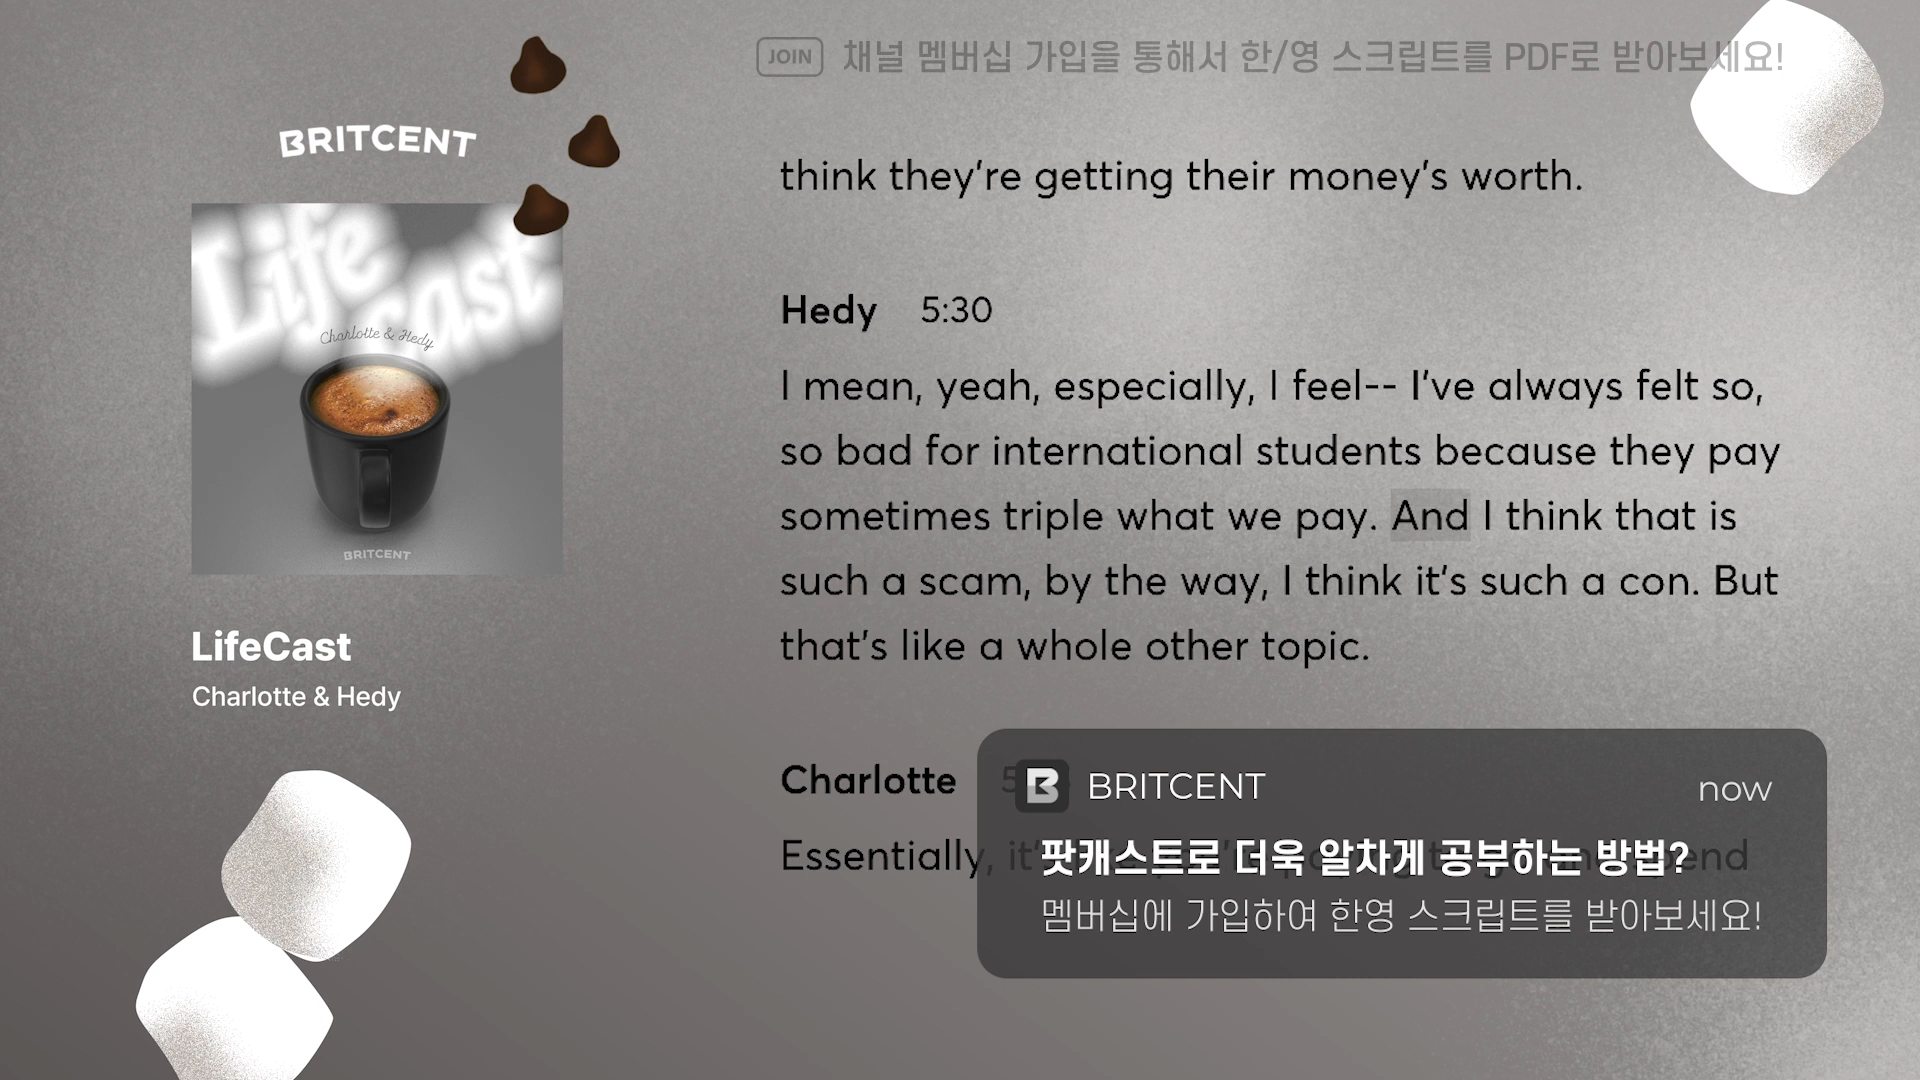 JOIN 채널 멤버십 가입을 통해서 한/영 스크립트를 PDF로 받아보세요!
BRITCENT
Life
Cast
Charlotte & Hedy
BRITCENT
LifeCast
Charlotte & Hedy
think they're getting their money's worth.
Hedy 5:30
I mean, yeah, especially, I feel-- I've always felt so,
so bad for international students because they pay
sometimes triple what we pay. And I think that is
such a scam, by the way, I think it's such a con. But
that's like a whole other topic.
Charlotte
Essentially,
BRITCENT now
팟캐스트로 더욱 알차게 공부하는 방법?
멤버십에 가입하여 한영 스크립트를 받아보세요!